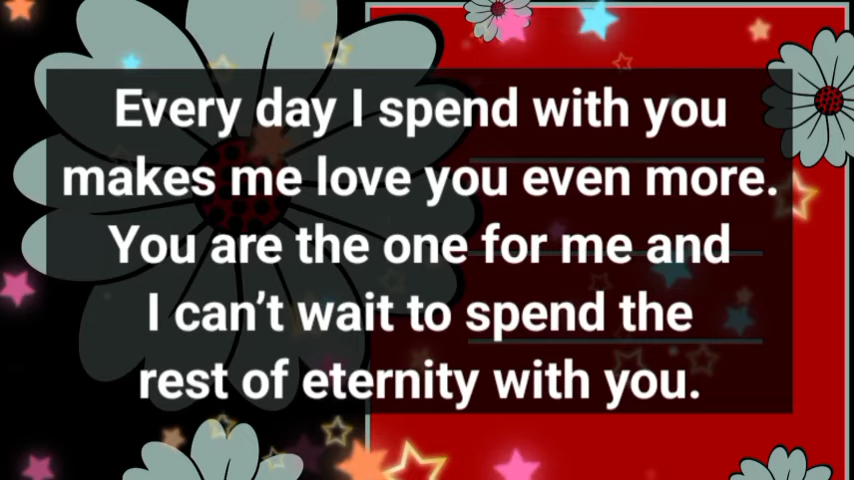 Every day I spend with you
makes me love you even more.
You are the one for me and
I can’t wait to spend the
rest of eternity with you.